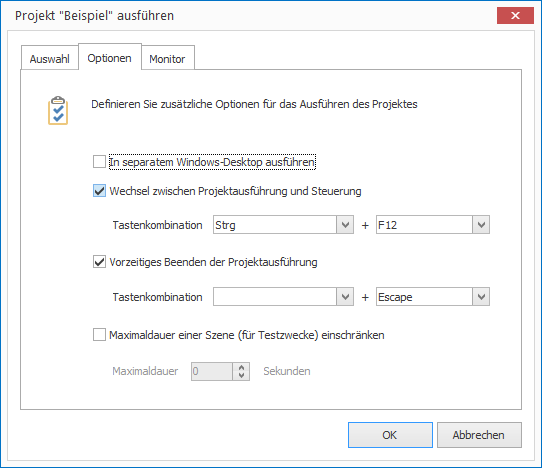 Projekt "Beispiel" ausführen
Auswahl Optionen Monitor
Definieren Sie zusätzliche Optionen für das Ausführen des Projektes
In separatem Windows-Desktop ausführen
Wechsel zwischen Projektausführung und Steuerung
Tastenkombination Strg + F12
Vorzeitiges Beenden der Projektausführung
Tastenkombination + Escape
Maximaldauer einer Szene (für Testzwecke) einschränken
Maximaldauer 0 Sekunden
OK Abbrechen